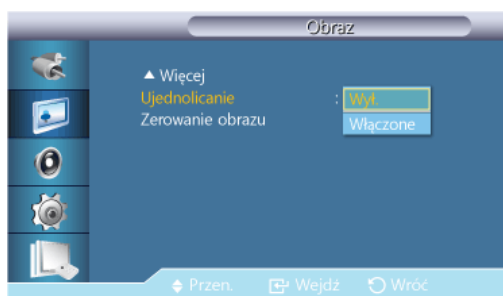 Obraz
▲ Więcej
Ujednolicanie : Wył.
Zerowanie obrazu Włączone
Przen. Wejdź Wróć